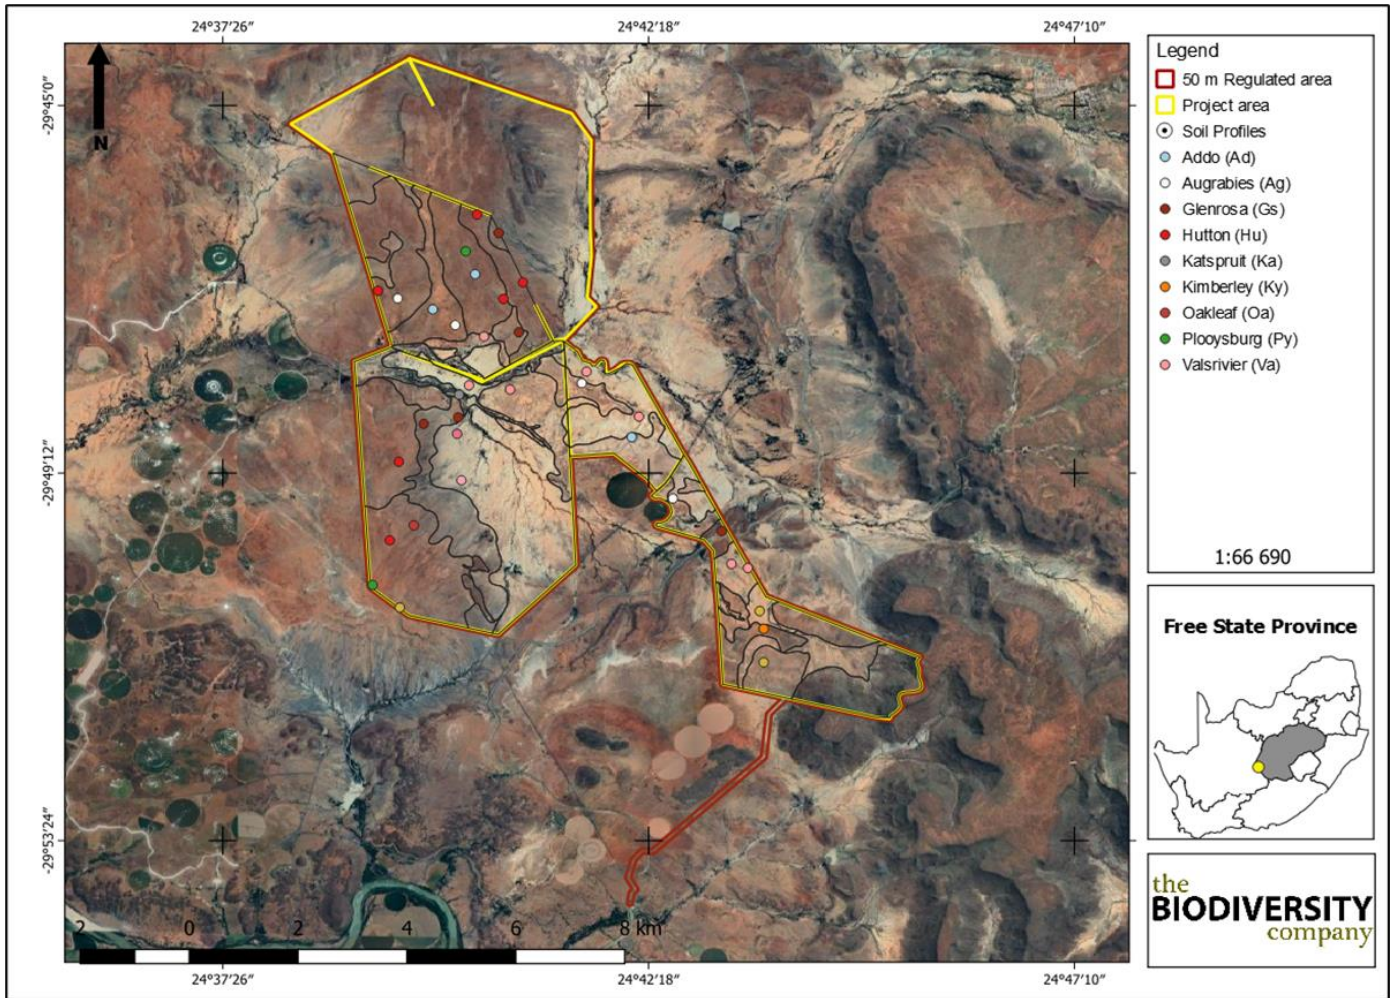 24°37'26"
24°42'18"
24°47'10"
-29°45'0"
-29°49'12"
-29°53'24"
N
2 0 2 4 6 8 km
24°37'26"
24°42'18"
24°47'10"
Legend
50 m Regulated area
Project area
Soil Profiles
Addo (Ad)
Augrabies (Ag)
Glenrosa (Gs)
Hutton (Hu)
Katspruit (Ka)
Kimberley (Ky)
Oakleaf (Oa)
Plooysburg (Py)
Valsrivier (Va)
1:66 690
Free State Province
the
BIODIVERSITY
company